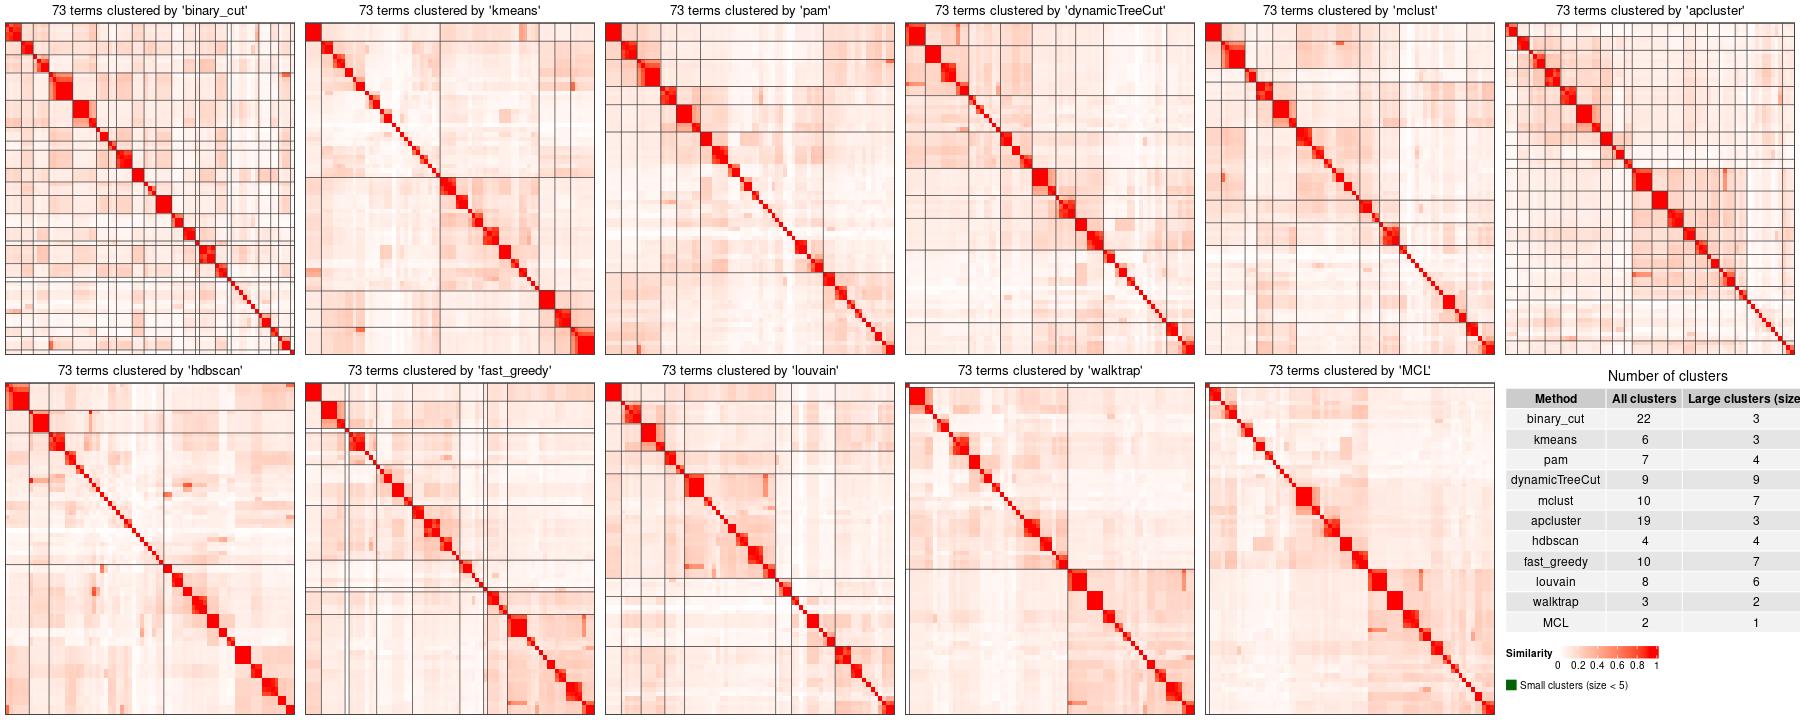 73 terms clustered by 'binary_cut'
73 terms clustered by 'kmeans'
73 terms clustered by 'pam'
73 terms clustered by 'dynamicTreeCut'
73 terms clustered by 'mclust'
73 terms clustered by 'apcluster'
73 terms clustered by 'hdbscan'
73 terms clustered by 'fast_greedy'
73 terms clustered by 'louvain'
73 terms clustered by 'walktrap'
73 terms clustered by 'MCL'
Number of clusters
Method All clusters Large clusters (size
binary_cut 22 3
kmeans 6 3
pam 7 4
dynamicTreeCut 9 9
mclust 10 7
apcluster 19 3
hdbscan 4 4
fast_greedy 10 7
louvain 8 6
walktrap 3 2
MCL 2 1
Similarity
0 0.2 0.4 0.6 0.8 1
Small clusters (size < 5)